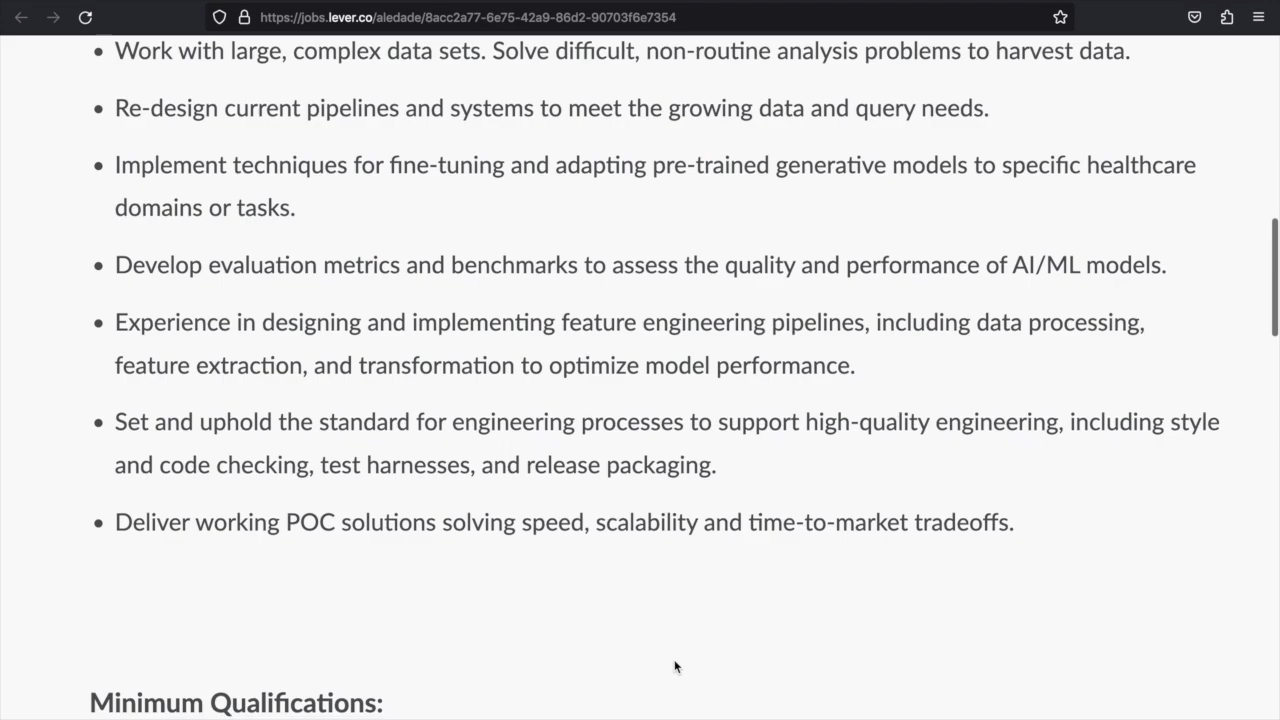 https://jobs.lever.co/aledade/8acc2a77-6e75-42a9-86d2-90703f6e7354
• Work with large, complex data sets. Solve difficult, non-routine analysis problems to harvest data.
• Re-design current pipelines and systems to meet the growing data and query needs.
• Implement techniques for fine-tuning and adapting pre-trained generative models to specific healthcare
domains or tasks.
• Develop evaluation metrics and benchmarks to assess the quality and performance of AI/ML models.
• Experience in designing and implementing feature engineering pipelines, including data processing,
feature extraction, and transformation to optimize model performance.
• Set and uphold the standard for engineering processes to support high-quality engineering, including style
and code checking, test harnesses, and release packaging.
• Deliver working POC solutions solving speed, scalability and time-to-market tradeoffs.
Minimum Qualifications: